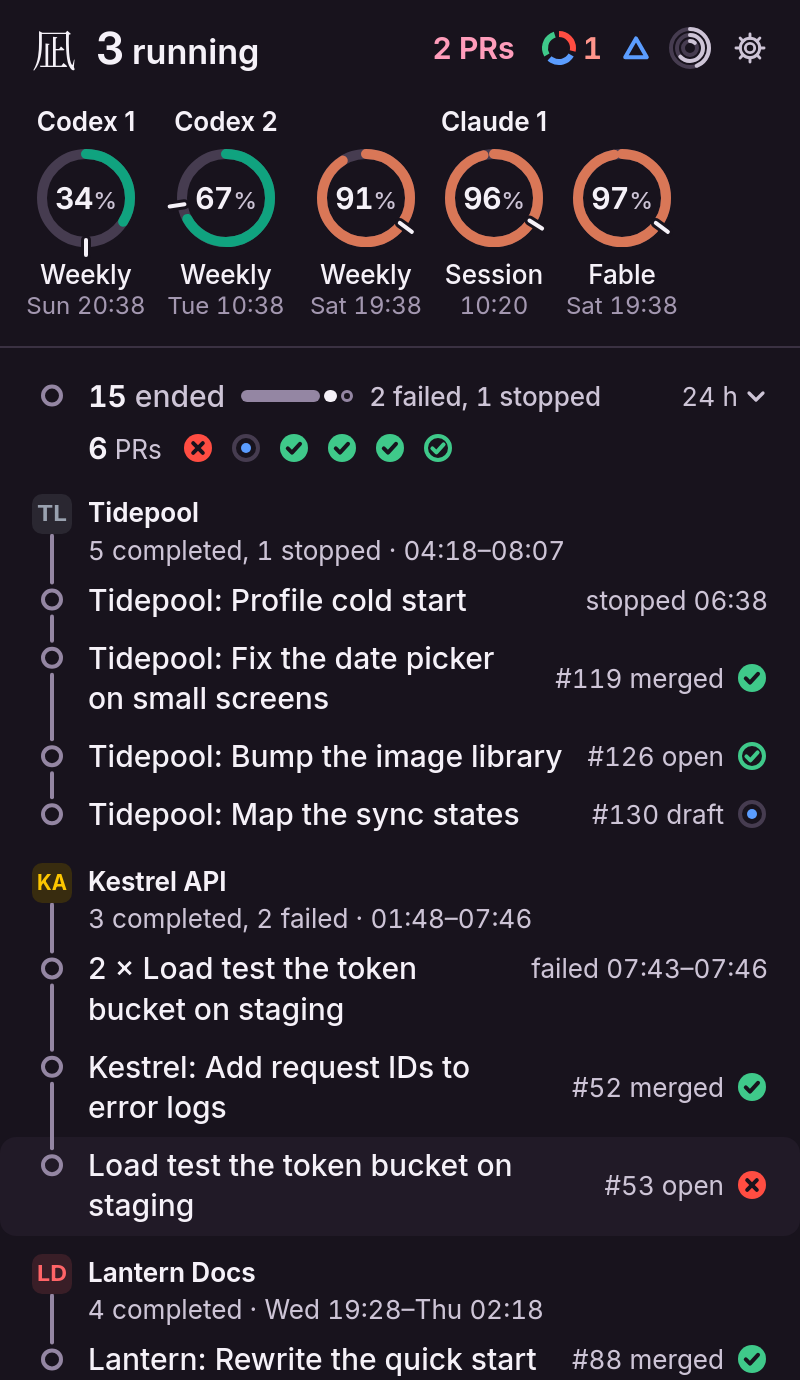 凪 3 running 2 PRs 1
Codex 1 Codex 2 Claude 1
34% 67% 91% 96% 97%
Weekly Weekly Weekly Session Fable
Sun 20:38 Tue 10:38 Sat 19:38 10:20 Sat 19:38
15 ended 2 failed, 1 stopped 24 h
6 PRs
TL Tidepool
5 completed, 1 stopped · 04:18–08:07
Tidepool: Profile cold start stopped 06:38
Tidepool: Fix the date picker
on small screens
#119 merged
Tidepool: Bump the image library #126 open
Tidepool: Map the sync states #130 draft
KA Kestrel API
3 completed, 2 failed · 01:48–07:46
2 × Load test the token failed 07:43–07:46
bucket on staging
Kestrel: Add request IDs to
error logs
#52 merged
Load test the token bucket on
staging
#53 open
LD Lantern Docs
4 completed · Wed 19:28–Thu 02:18
Lantern: Rewrite the quick start #88 merged